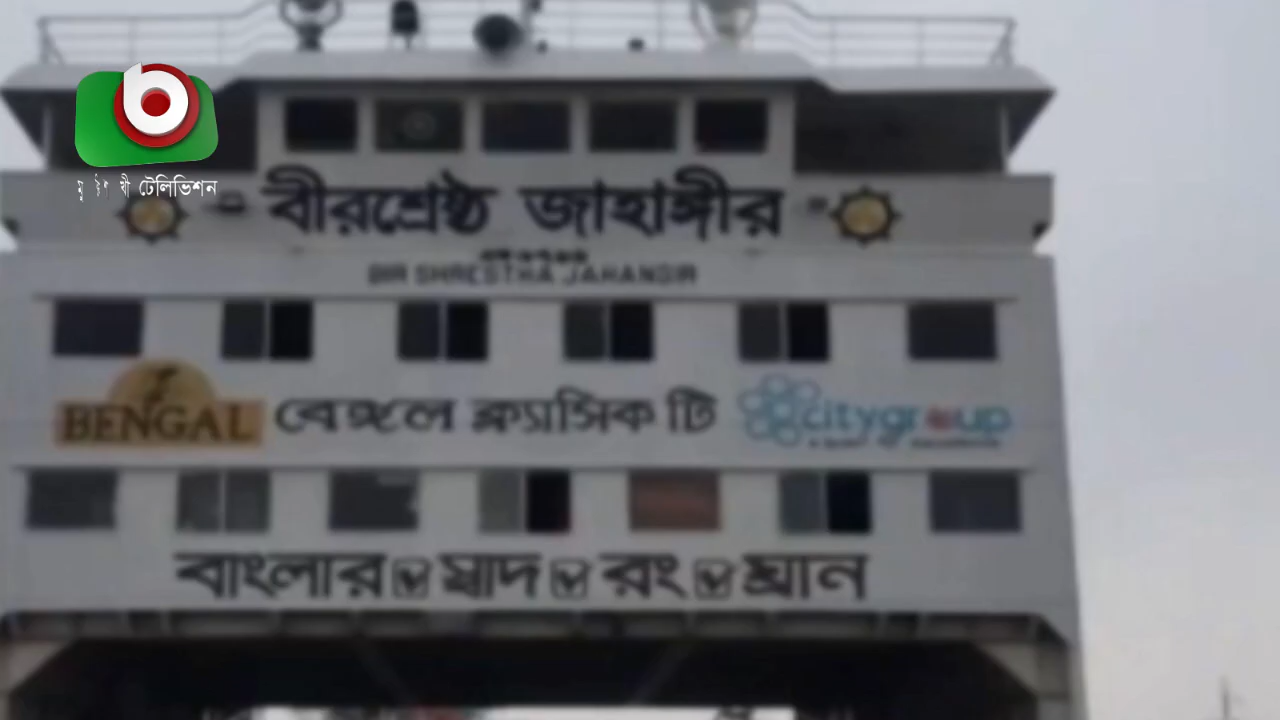 টেলিভিশন
বীরশ্রেষ্ঠ জাহাঙ্গীর
BIR SHRESTHA JAHANGIR
BENGAL বেঙ্গল ক্ল্যাসিক টি citygroup
বাংলার স্বাদ রং ঘ্রান